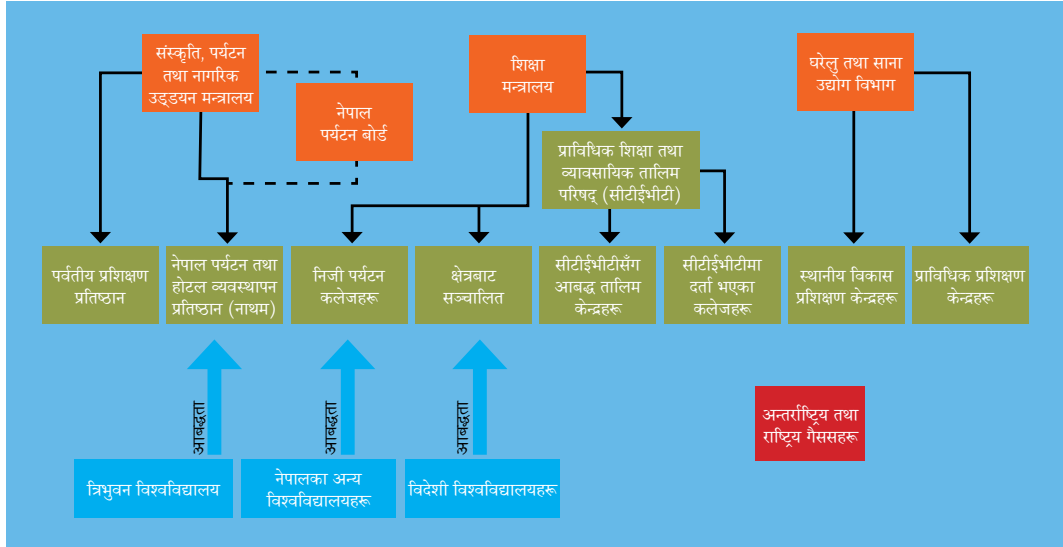 संस्कृति, पर्यटन
तथा नागरिक
उड्डयन मन्त्रालय
नेपाल
पर्यटन बोर्ड
शिक्षा
मन्त्रालय
घरेलु तथा साना
उद्योग विभाग
प्राविधिक शिक्षा तथा
व्यावसायिक तालिम
परिषद् (सीटीईभीटी)
पर्वतीय प्रशिक्षण
प्रतिष्ठान
नेपाल पर्यटन तथा
होटल व्यवस्थापन
प्रतिष्ठान (नाथम)
निजी पर्यटन
कलेजहरू
क्षेत्रबाट
सञ्चालित
सीटीईभीटीसँग
आबद्ध तालिम
केन्द्रहरू
सीटीईभीटीमा
दर्ता भएका
कलेजहरू
स्थानीय विकास
प्रशिक्षण केन्द्रहरू
प्राविधिक प्रशिक्षण
केन्द्रहरू
आबद्धता
आबद्धता
आबद्धता
अन्तर्राष्ट्रिय तथा
राष्ट्रिय गैससहरू
त्रिभुवन विश्वविद्यालय
नेपालका अन्य
विश्वविद्यालयहरू
विदेशी विश्वविद्यालयहरू